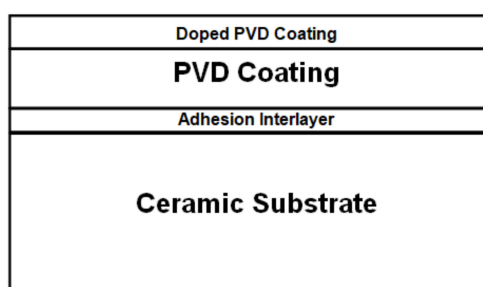 Doped PVD Coating
PVD Coating
Adhesion Interlayer
Ceramic Substrate